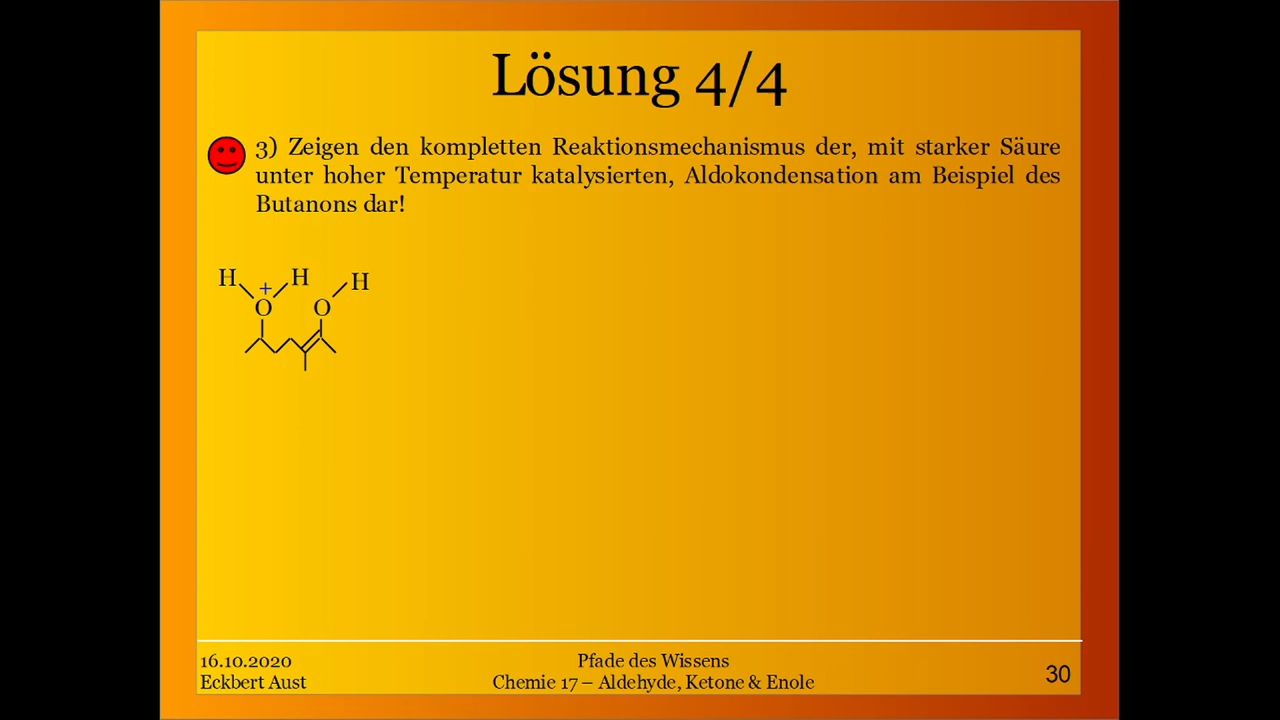 Lösung 4/4
3) Zeigen den kompletten Reaktionsmechanismus der, mit starker Säure
unter hoher Temperatur katalysierten, Aldokondensation am Beispiel des
Butanons dar!
H + H H
O O
16.10.2020
Eckbert Aust
Pfade des Wissens
Chemie 17 – Aldehyde, Ketone & Enole
30